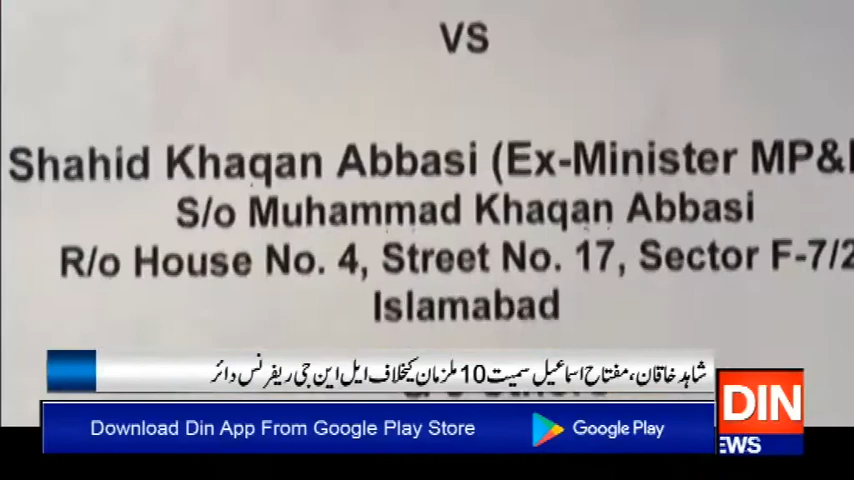 VS
Shahid Khaqan Abbasi (Ex-Minister MP&
S/o Muhammad Khaqan Abbasi
R/o House No. 4, Street No. 17, Sector F-7/2
Islamabad
شاہد خاقان، مفتاح اسماعیل سمیت 10 ملزمان کیخلاف ایل این جی ریفرنس دائر
Download Din App From Google Play Store
Google Play
DIN
EWS